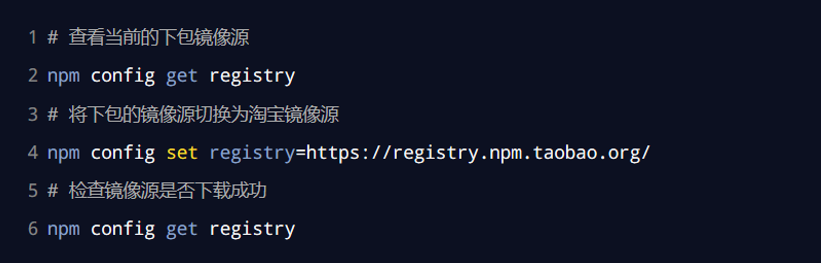 1 # 查看当前的下包镜像源
2 npm config get registry
3 # 将下包的镜像源切换为淘宝镜像源
4 npm config set registry=https://registry.npm.taobao.org/
5 # 检查镜像源是否下载成功
6 npm config get registry